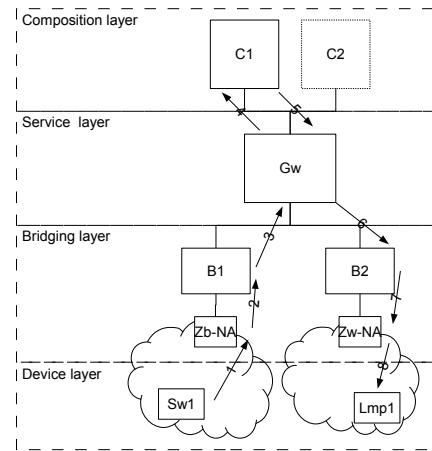 Composition layer
C1
C2
4
5
Service layer
Gw
6
3
Bridging layer
B1
B2
2
7
Zb-NA
Zw-NA
1
8
Device layer
Sw1
Lmp1